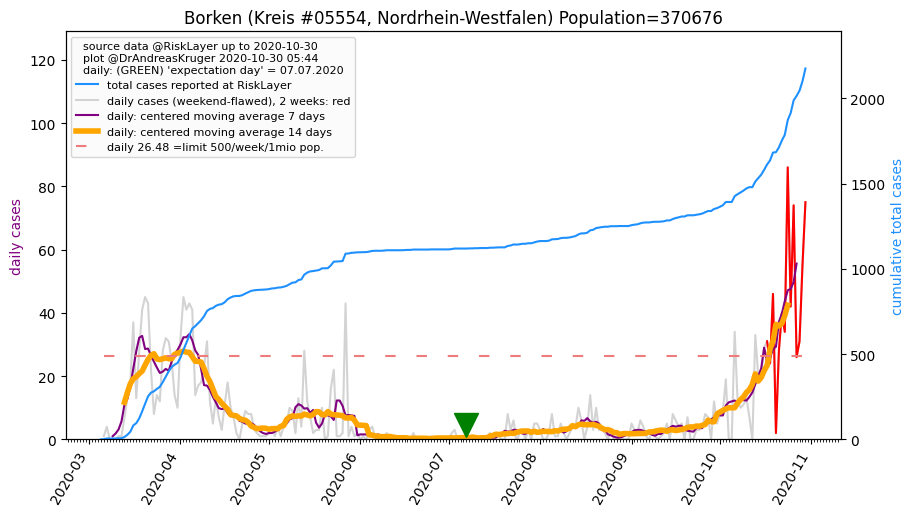 Borken (Kreis #05554, Nordrhein-Westfalen) Population=370676
source data @RiskLayer up to 2020-10-30
plot @DrAndreasKruger 2020-10-30 05:44
daily: (GREEN) 'expectation day' = 07.07.2020
total cases reported at RiskLayer
daily cases (weekend-flawed), 2 weeks: red
daily: centered moving average 7 days
daily: centered moving average 14 days
daily 26.48 =limit 500/week/1mio pop.
daily cases
120
100
80
60
40
20
0
cumulative total cases
2000
1500
1000
500
0
2020-03
2020-04
2020-05
2020-06
2020-07
2020-08
2020-09
2020-10
2020-11